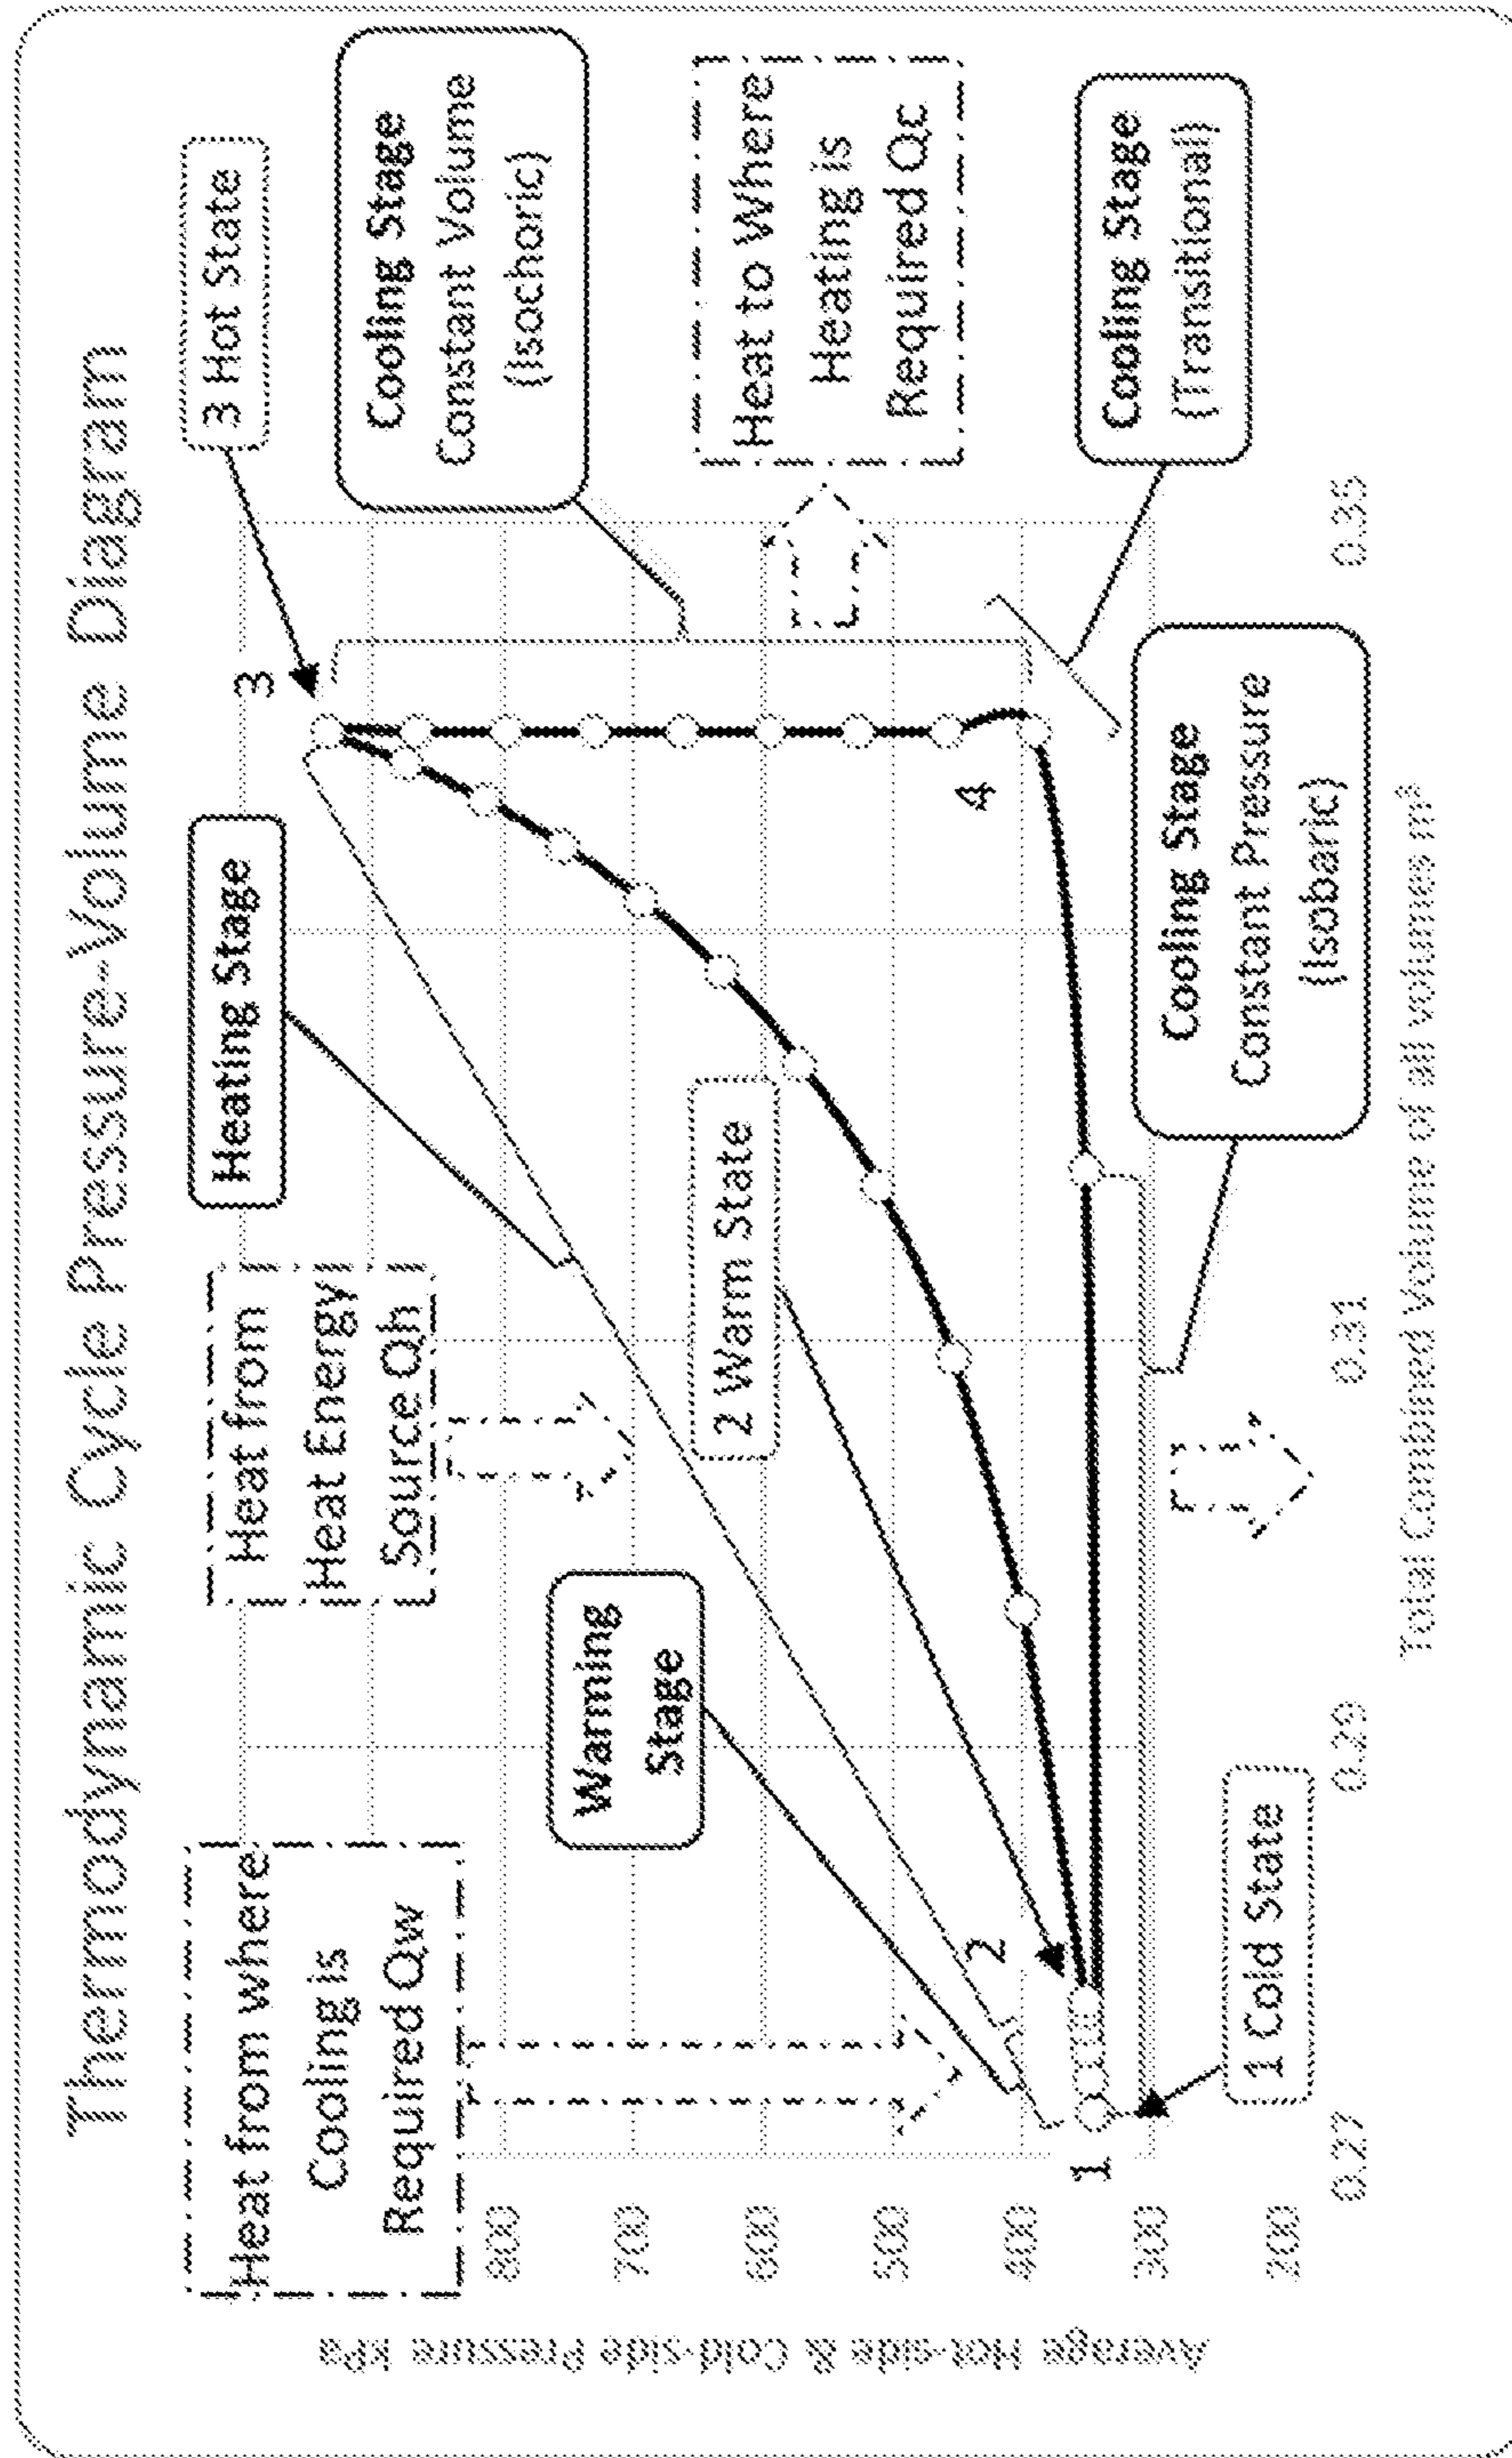 Thermodynamic Cycle Pressure-Volume Diagram
Heat from where
Cooling is
Required Qw
Heat from
Heat Energy
Source Qh
Heating Stage
3 Hot State
3
Cooling Stage
Constant Volume
(Isochoric)
Warming
Stage
2 Warm State
Heat to Where
Heating is
Required Qc
2
4
Cooling Stage
(Transitional)
1
1 Cold State
Cooling Stage
Constant Pressure
(Isobaric)
800
700
600
500
400
300
200
0.27
0.29
0.31
0.35
Average Hot-side & Cold-side Pressure kPa
Total Combined Volume of all volumes m³